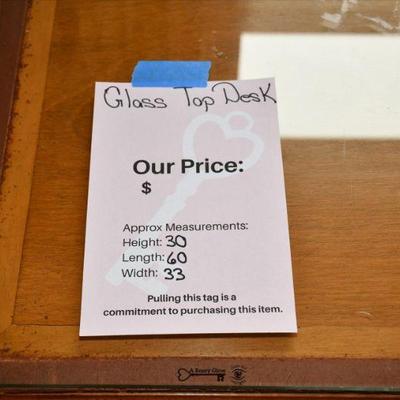 Glass Top Desk
Our Price:
$
Approx Measurements:
Height: 30
Length: 60
Width: 33
Pulling this tag is a
commitment to purchasing this item.